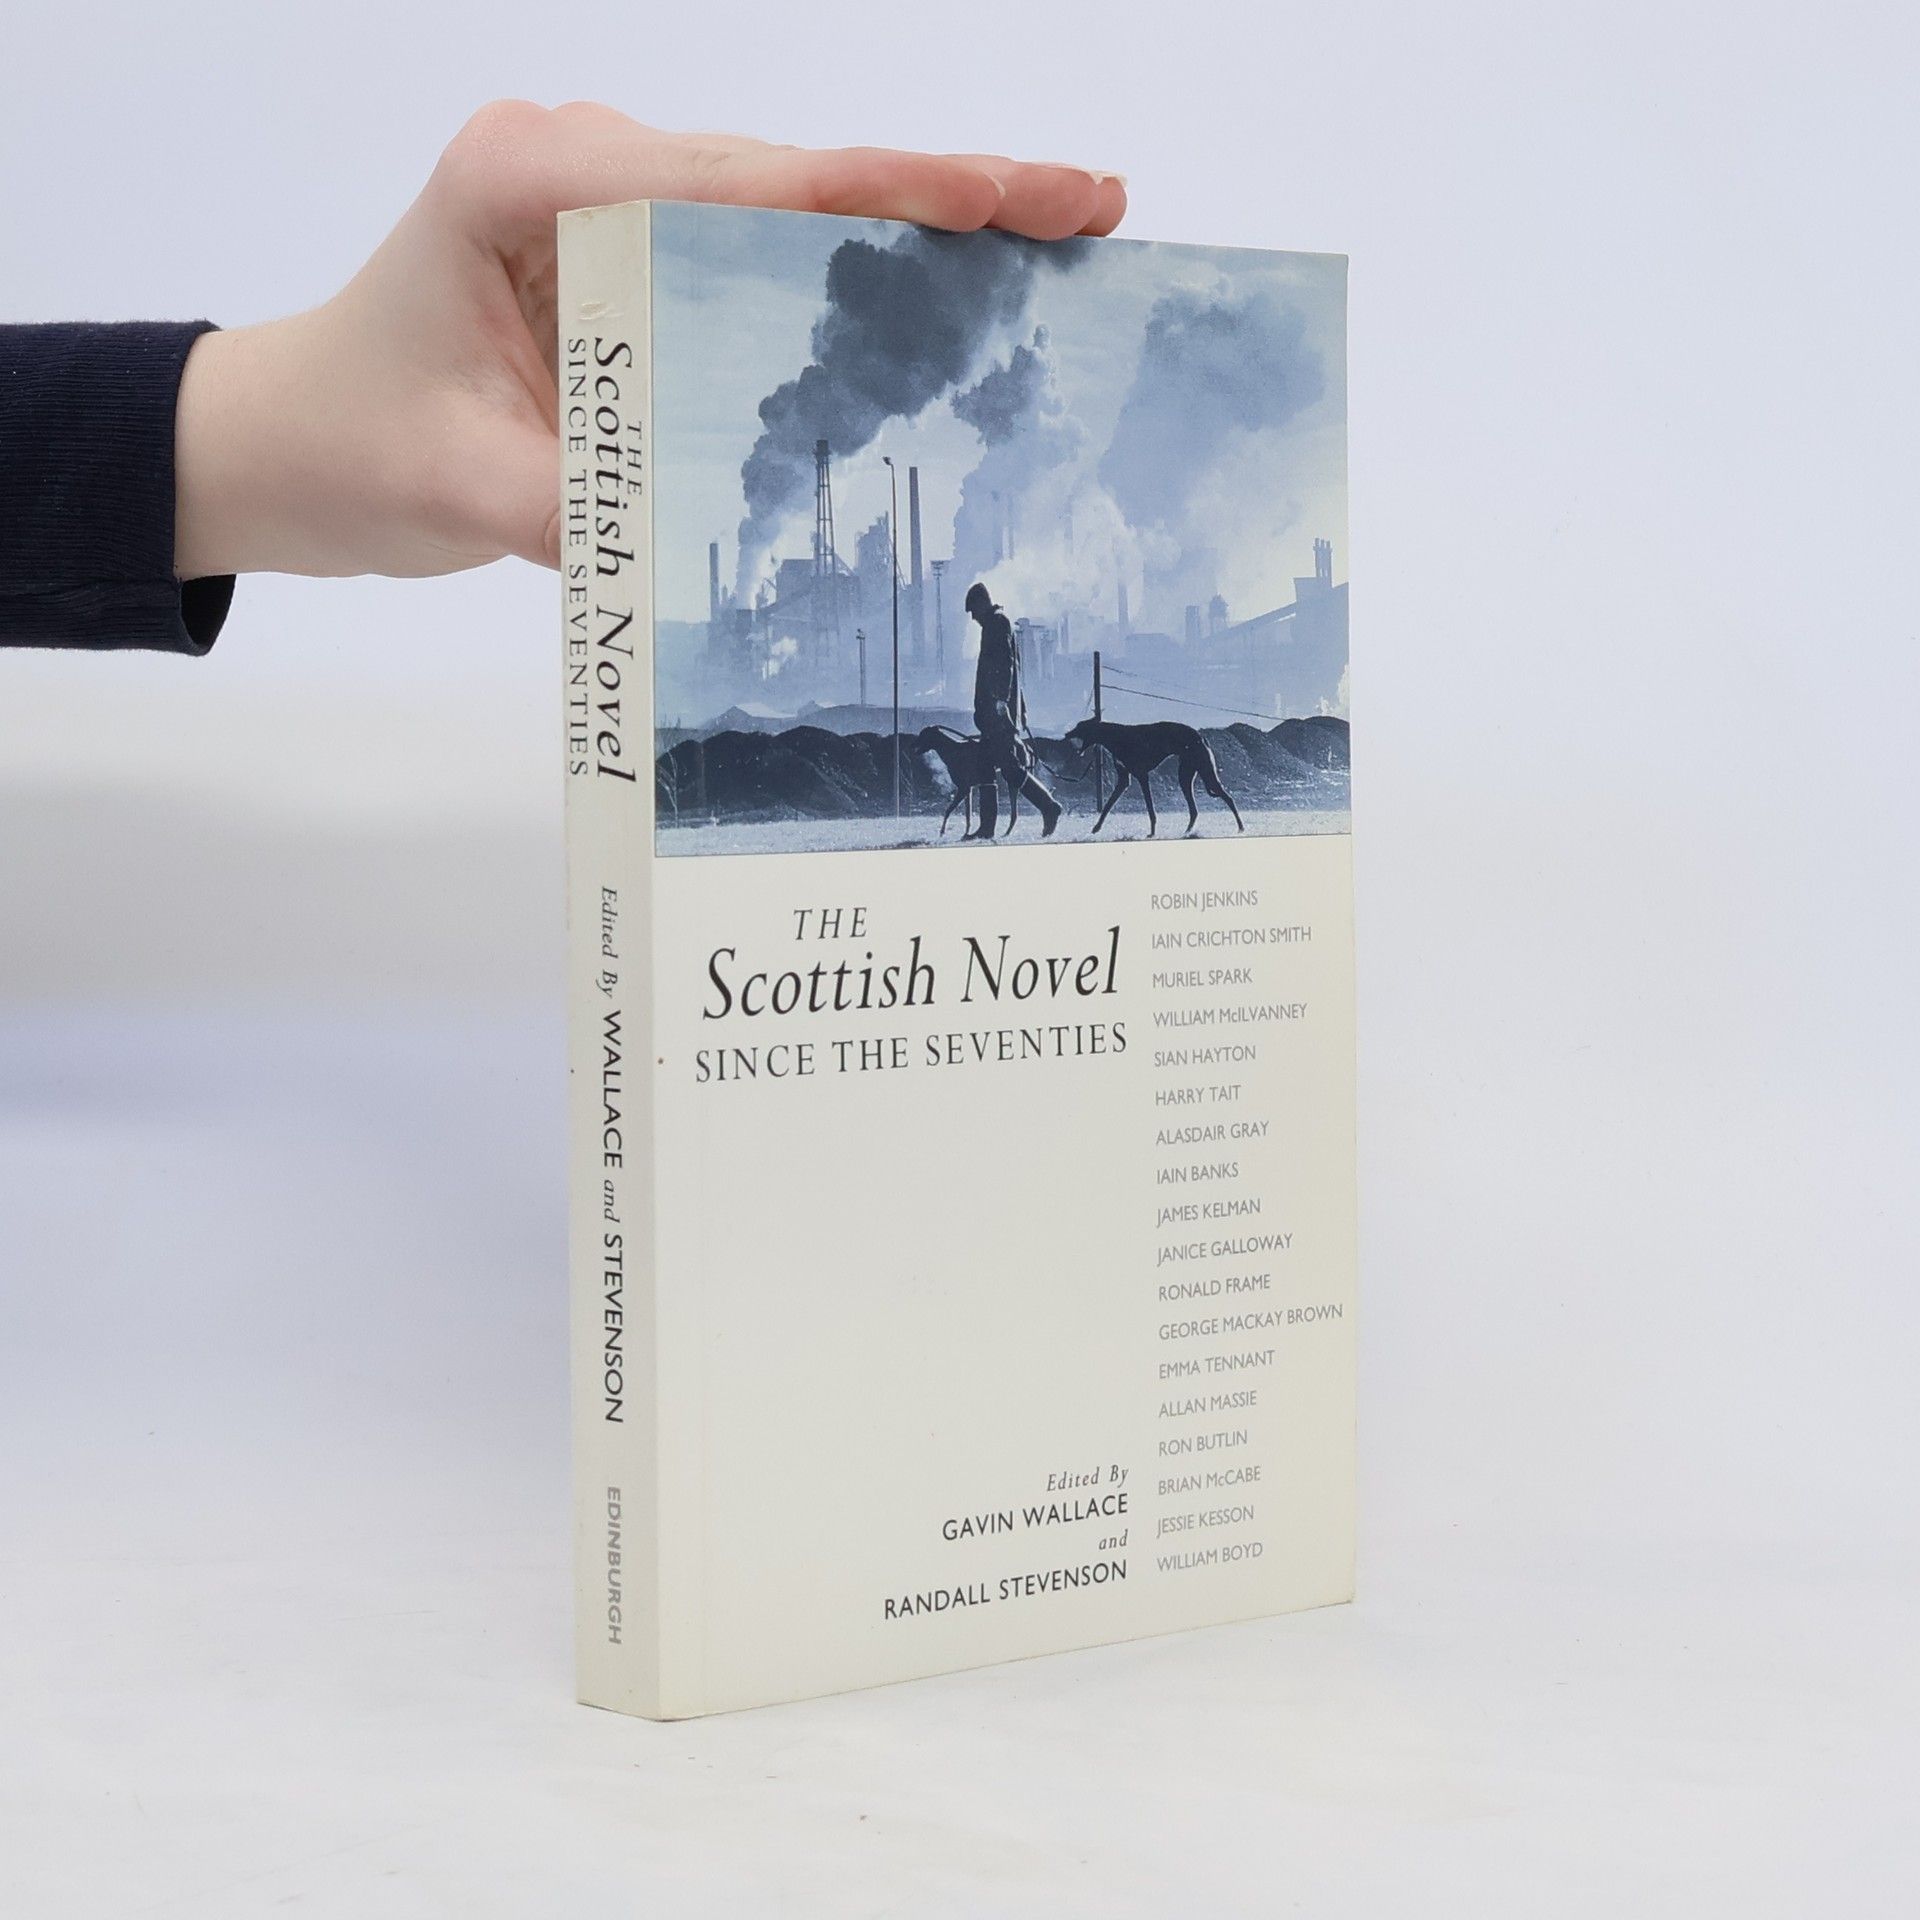 THE
Scottish Novel
SINCE THE SEVENTIES
Edited By WALLACE and STEVENSON
EDINBURGH
THE
Scottish Novel
SINCE THE SEVENTIES
ROBIN JENKINS
IAIN CRICHTON SMITH
MURIEL SPARK
WILLIAM McILVANNEY
SIAN HAYTON
HARRY TAIT
ALASDAIR GRAY
IAIN BANKS
JAMES KELMAN
JANICE GALLOWAY
RONALD FRAME
GEORGE MACKAY BROWN
EMMA TENNANT
ALLAN MASSIE
RON BUTLIN
BRIAN McCABE
JESSIE KESSON
WILLIAM BOYD
Edited By
GAVIN WALLACE
and
RANDALL STEVENSON